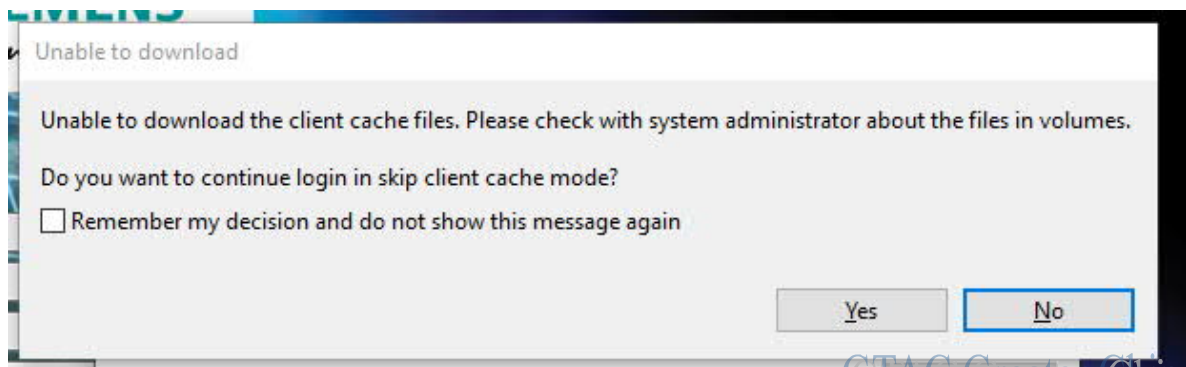 Unable to download
Unable to download the client cache files. Please check with system administrator about the files in volumes.
Do you want to continue login in skip client cache mode?
Remember my decision and do not show this message again
Yes
No